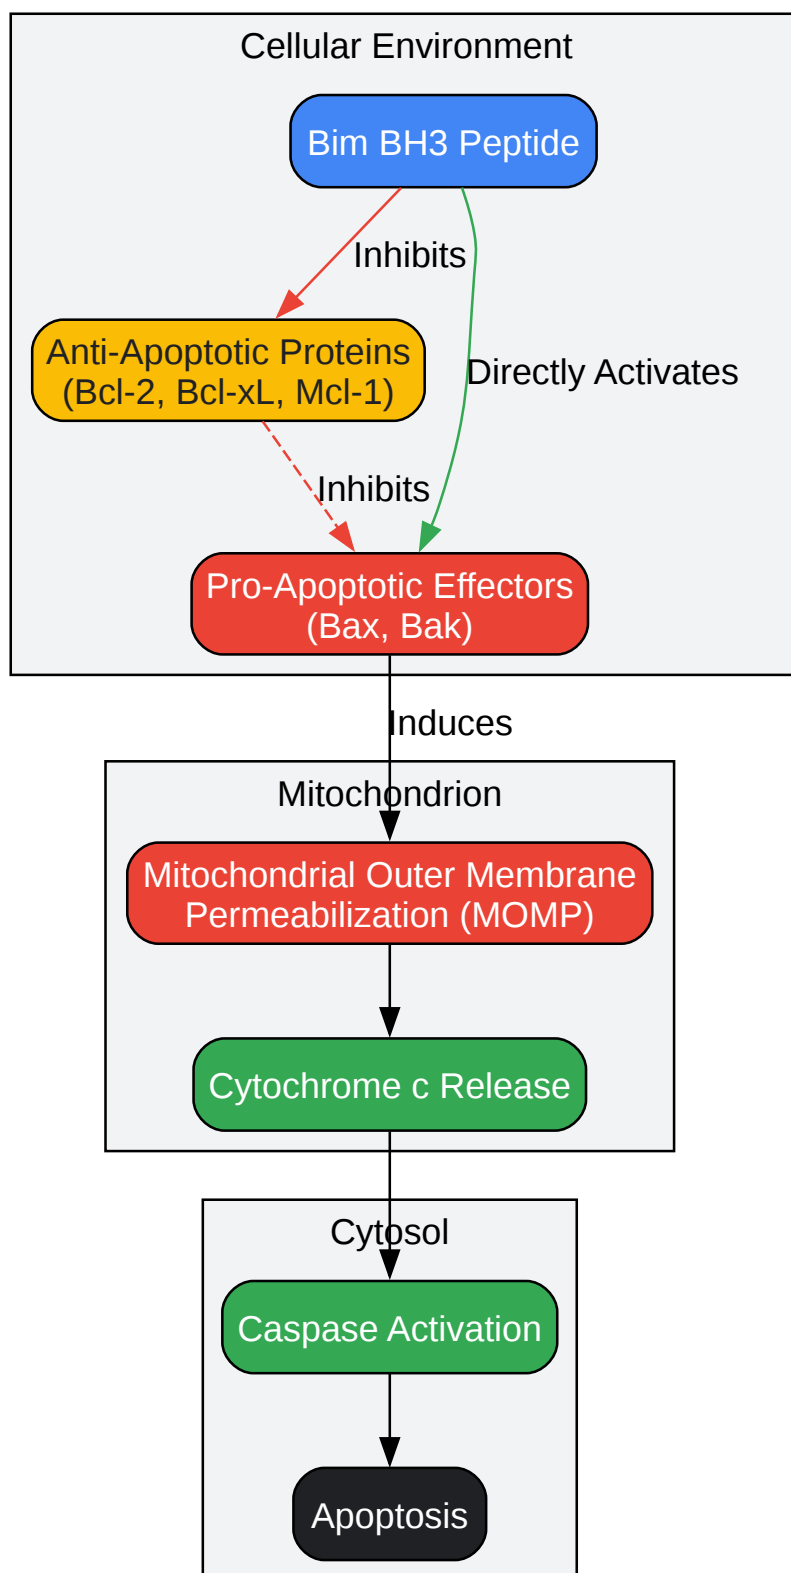 Cellular Environment
Bim BH3 Peptide
Inhibits
Anti-Apoptotic Proteins
(Bcl-2, Bcl-xL, Mcl-1)
Directly Activates
Inhibits
Pro-Apoptotic Effectors
(Bax, Bak)
Induces
Mitochondrion
Mitochondrial Outer Membrane
Permeabilization (MOMP)
Cytochrome c Release
Cytosol
Caspase Activation
Apoptosis